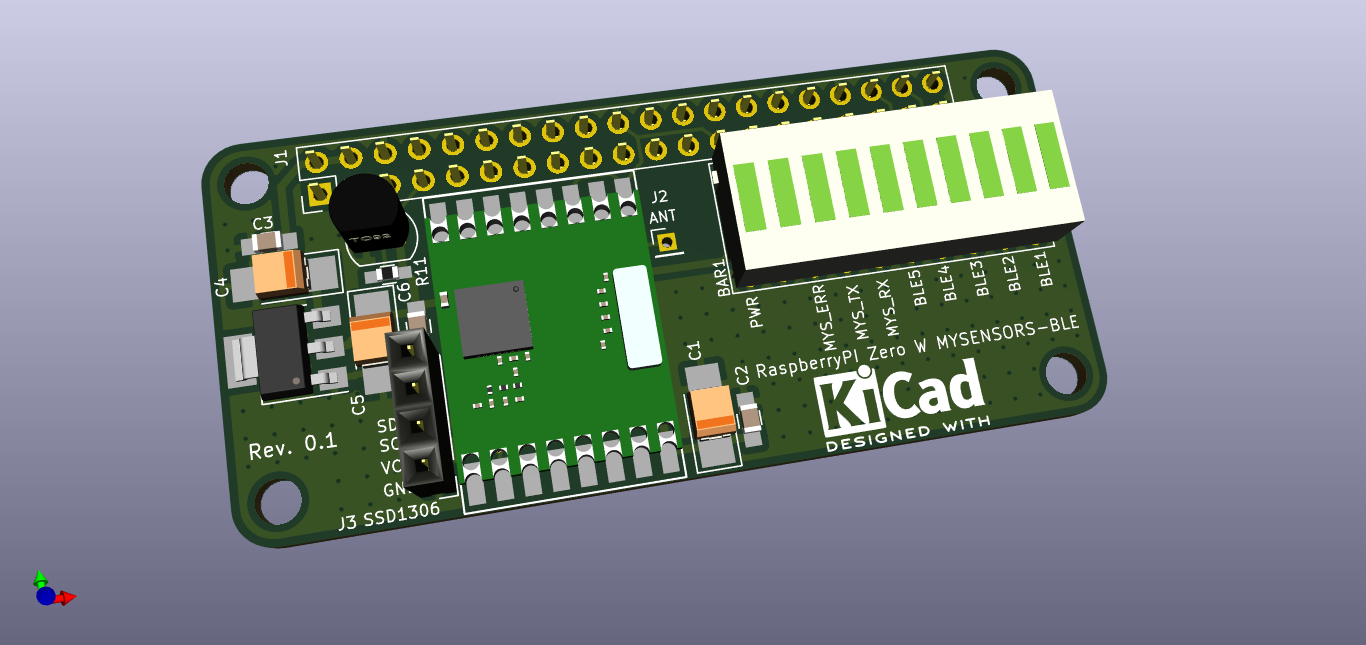 J1
C3
C4
R11
C6
J2
ANT
BAR1
PWR
MYS_ERR
MYS_TX
MYS_RX
BLE5
BLE4
BLE3
BLE2
BLE1
C1
C2
RaspberryPI Zero W MYSENSORS-BLE
KiCad
DESIGNED WITH
C5
Rev. 0.1
J3 SSD1306